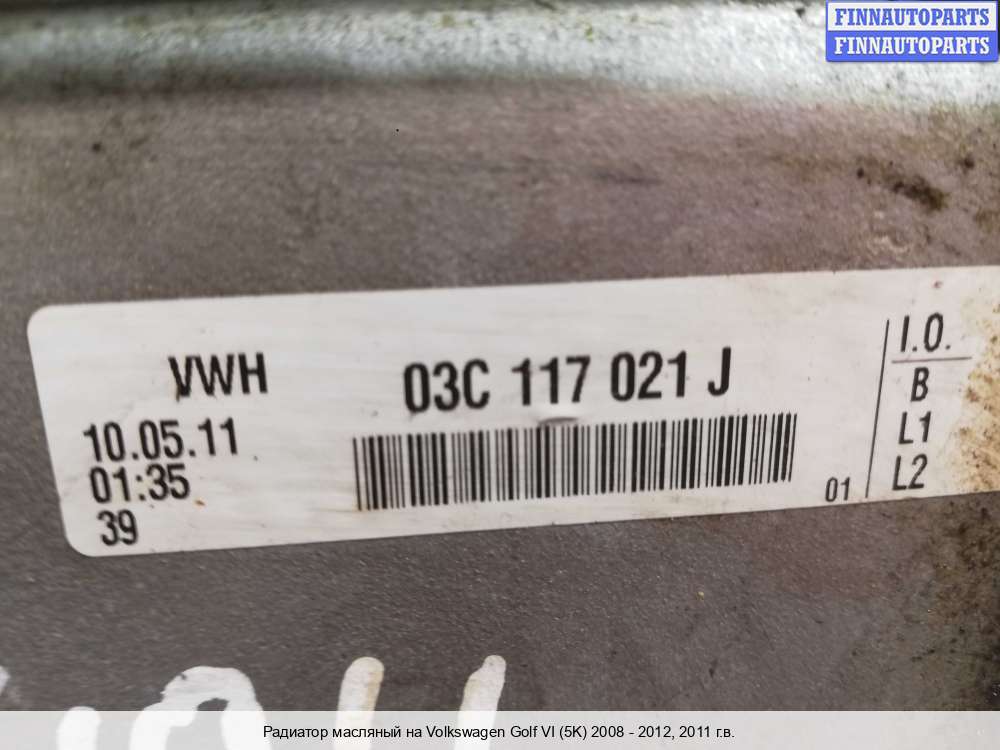 FINNAUTOPARTS
FINNAUTOPARTS
VWH
03C 117 021 J
10.05.11
01:35
39
01
I.O.
B
L1
L2
Радиатор масляный на Volkswagen Golf VI (5K) 2008 - 2012, 2011 г.в.